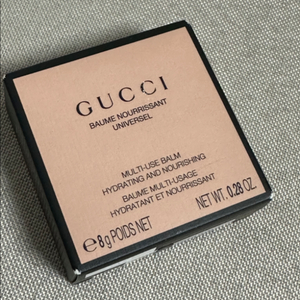 GUCCI
BAUME NOURRISSANT
UNIVERSEL
MULTI-USE BALM
HYDRATING AND NOURISHING
BAUME MULTI-USAGE
HYDRATANT ET NOURRISSANT
℮8g POIDS NET NET WT. 0.28 OZ.